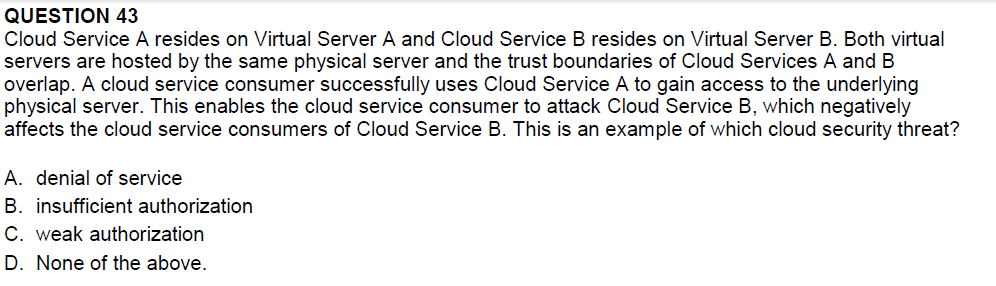 QUESTION 43
Cloud Service A resides on Virtual Server A and Cloud Service B resides on Virtual Server B. Both virtual
servers are hosted by the same physical server and the trust boundaries of Cloud Services A and B
overlap. A cloud service consumer successfully uses Cloud Service A to gain access to the underlying
physical server. This enables the cloud service consumer to attack Cloud Service B, which negatively
affects the cloud service consumers of Cloud Service B. This is an example of which cloud security threat?
A. denial of service
B. insufficient authorization
C. weak authorization
D. None of the above.